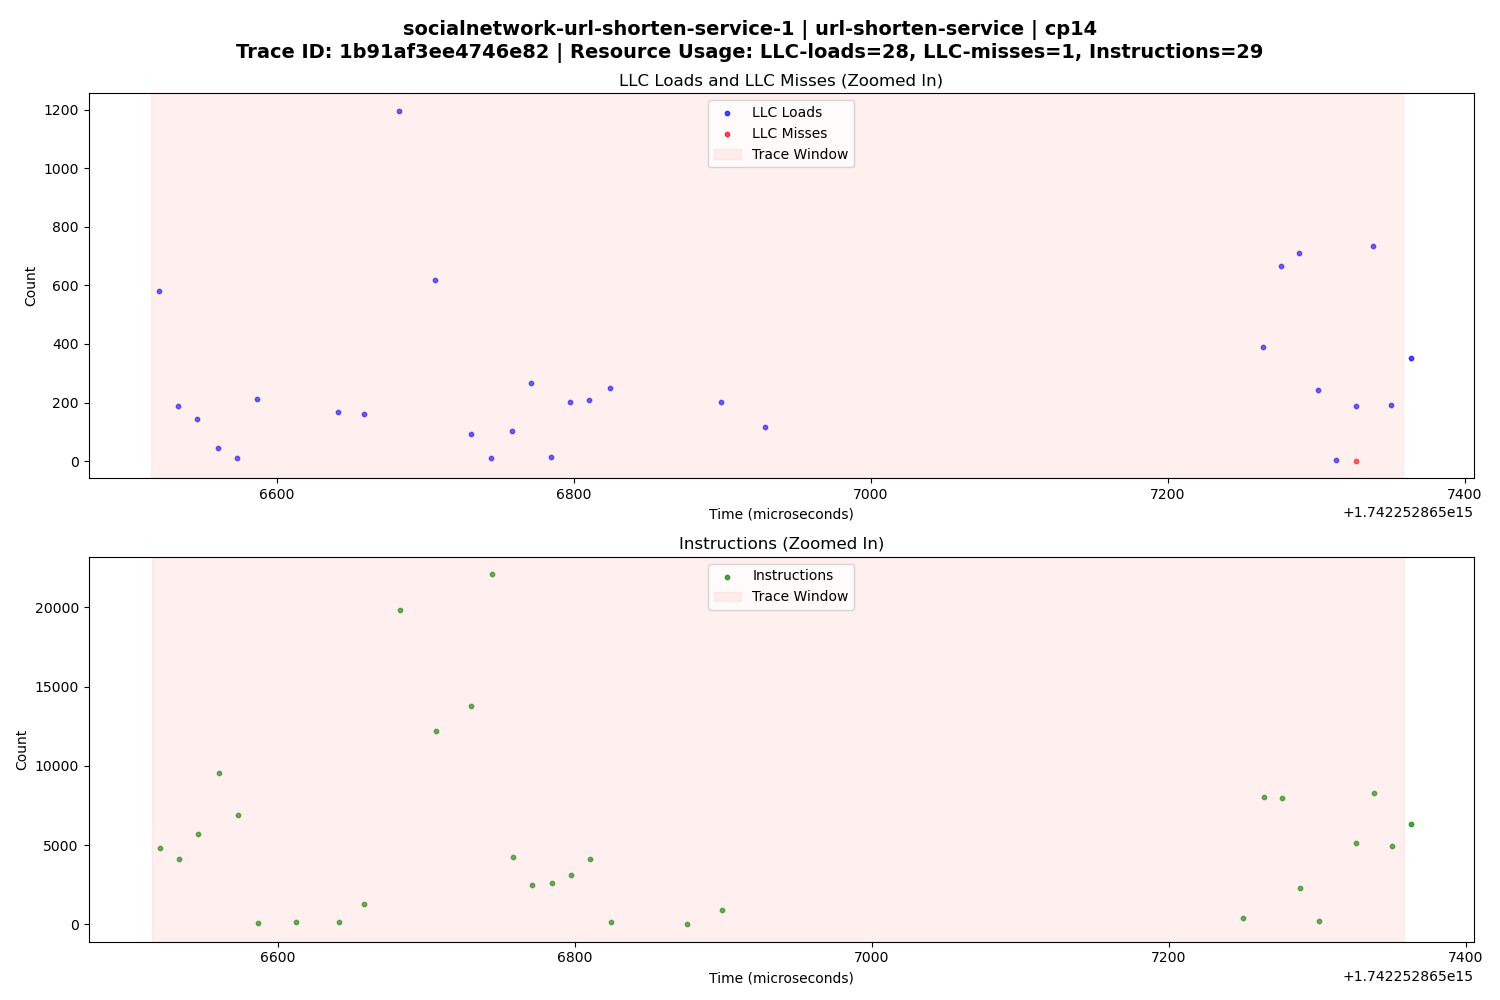 socialnetwork-url-shorten-service-1 | url-shorten-service | cp14
Trace ID: 1b91af3ee4746e82 | Resource Usage: LLC-loads=28, LLC-misses=1, Instructions=29
LLC Loads and LLC Misses (Zoomed In)
1200
1000
800
600
400
200
0
Count
LLC Loads
LLC Misses
Trace Window
6600
6800
7000
7200
7400
Time (microseconds)
+1.742252865e15
Instructions (Zoomed In)
20000
15000
10000
5000
0
Count
Instructions
Trace Window
6600
6800
7000
7200
7400
Time (microseconds)
+1.742252865e15